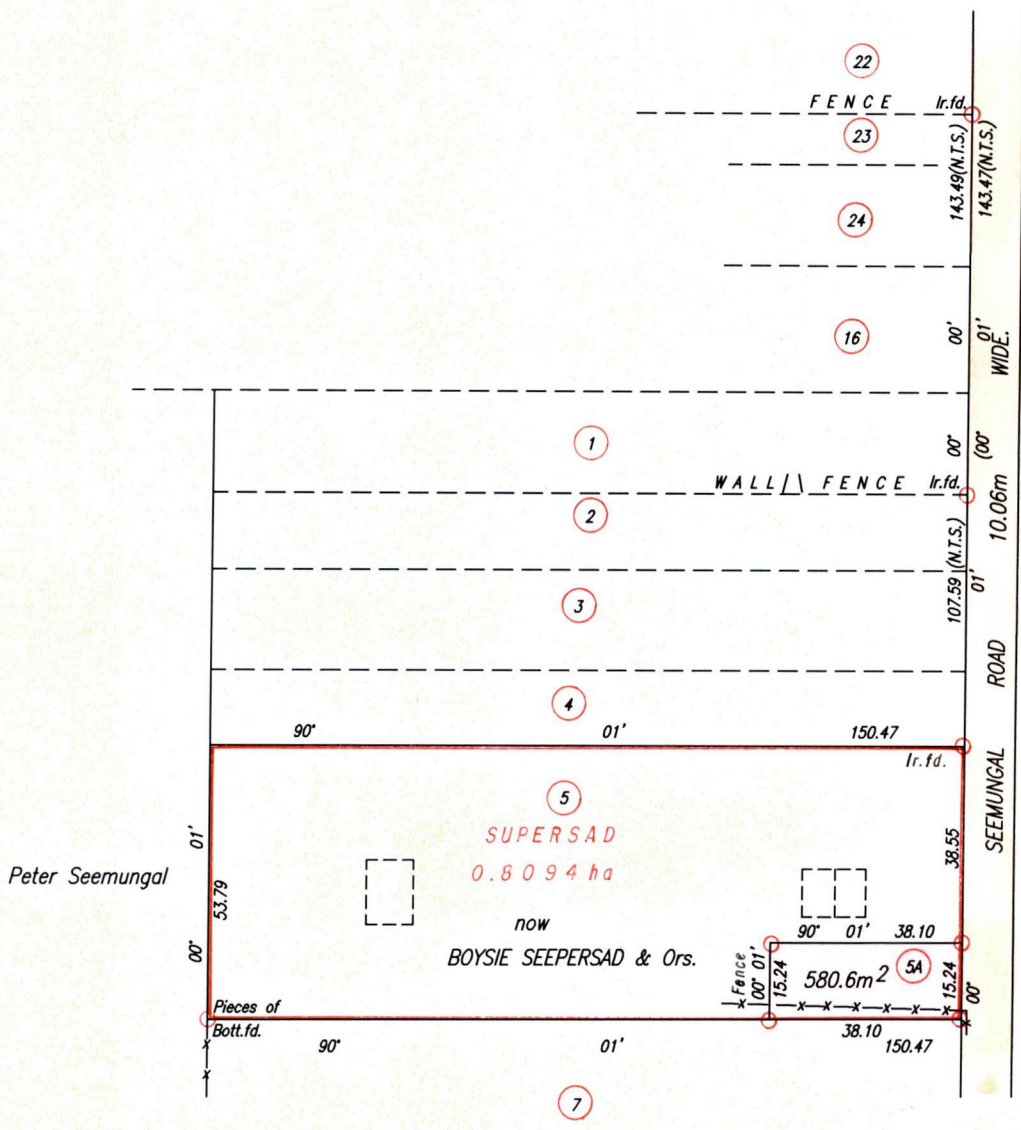 22
FENCE Ir.fd.
23
143.49(N.T.S.)
143.47(N.T.S.)
24
16
00'
01'
WIDE.
1
00°
(00°
WALL FENCE Ir.fd.
2
10.06m
107.59 (N.T.S.)
01'
3
ROAD
4
90° 01' 150.47
Ir.fd.
SEEMUNGAL
5
SUPERSAD
0.8094 ha
01'
38.55
Peter Seemungal
53.79
now
90° 01' 38.10
BOYSIE SEEPERSAD & Ors.
00°
Fence
00° 01'
15.24
580.6m²
5A
15.24
00°
Pieces of
Bott.fd.
38.10
90° 01' 150.47
7